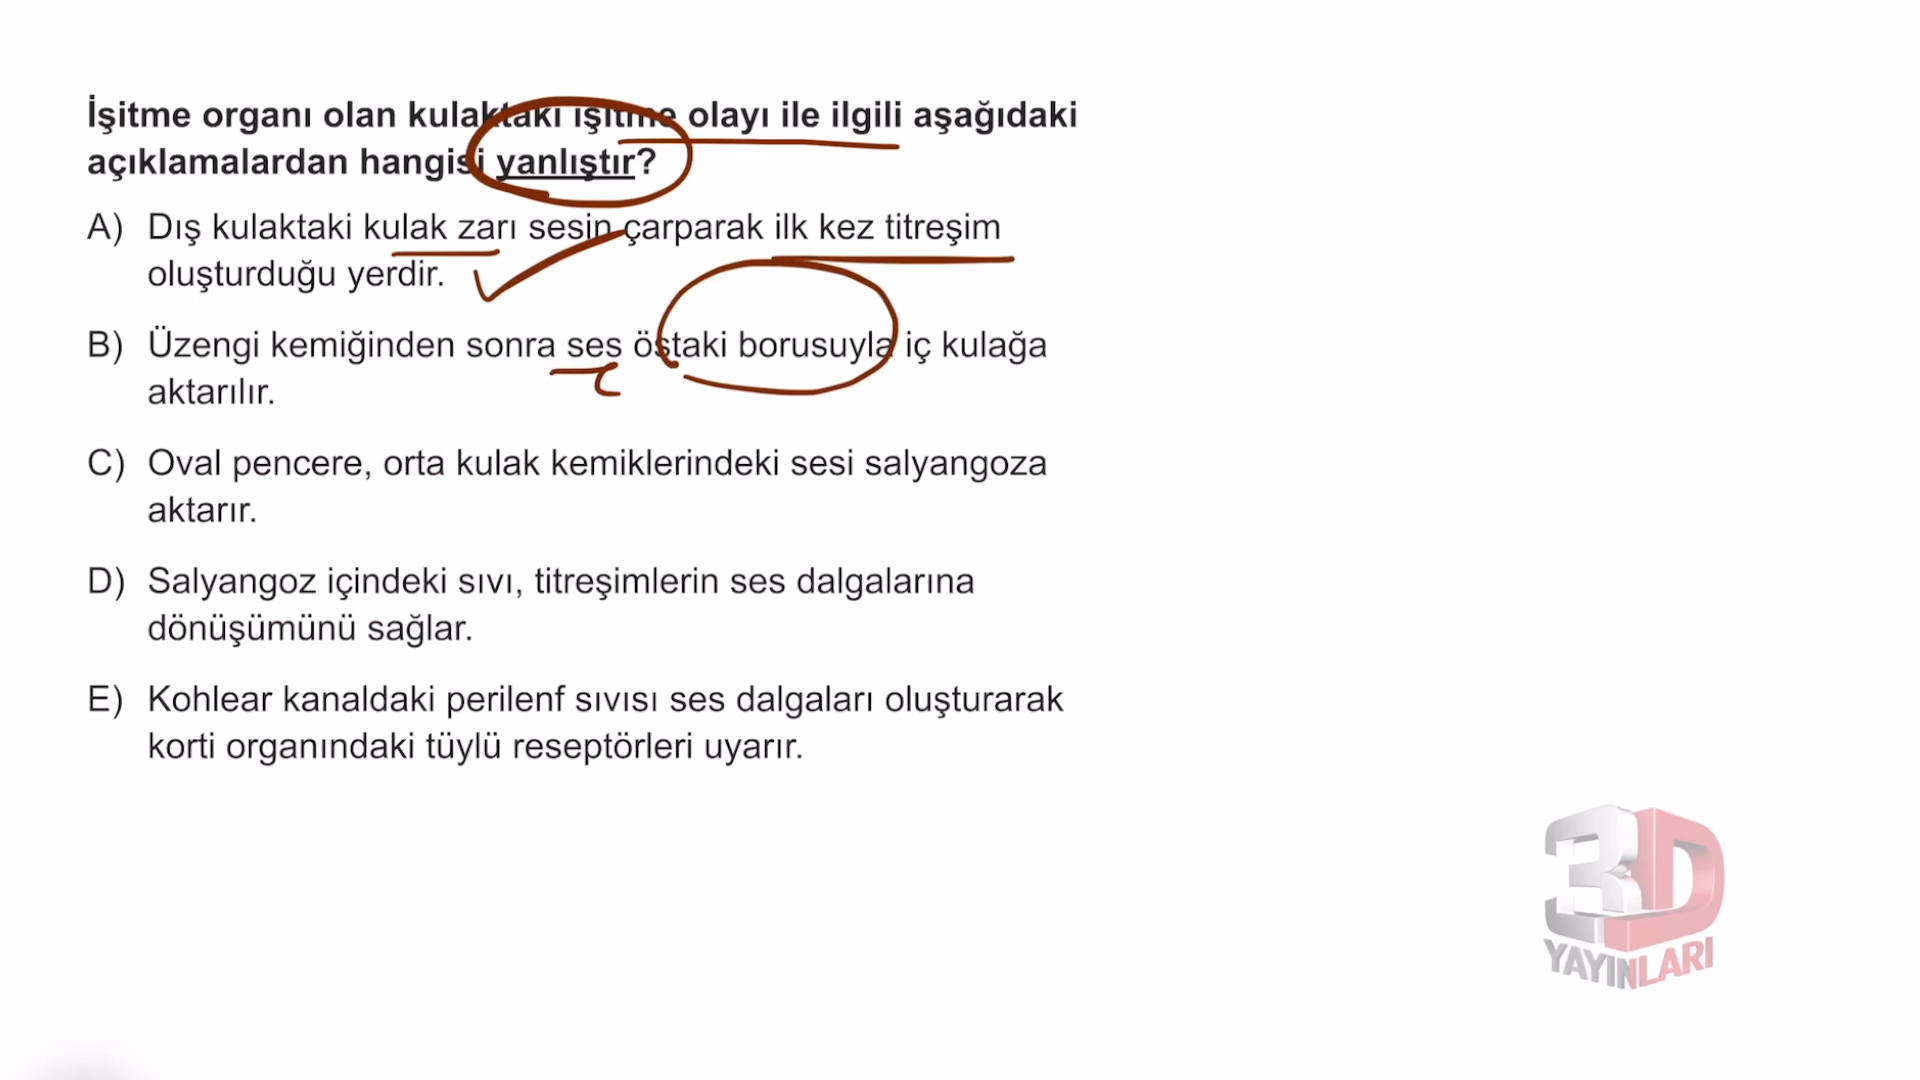 İşitme organı olan kulaktaki işitme olayı ile ilgili aşağıdaki
açıklamalardan hangisi yanlıştır?
A) Dış kulaktaki kulak zarı sesin çarparak ilk kez titreşim
oluşturduğu yerdir.
B) Üzengi kemiğinden sonra ses östaki borusuyla iç kulağa
aktarılır.
C) Oval pencere, orta kulak kemiklerindeki sesi salyangoza
aktarır.
D) Salyangoz içindeki sıvı, titreşimlerin ses dalgalarına
dönüşümünü sağlar.
E) Kohlear kanaldaki perilenf sıvısı ses dalgaları oluşturarak
korti organındaki tüylü reseptörleri uyarır.
3D
YAYINLARI